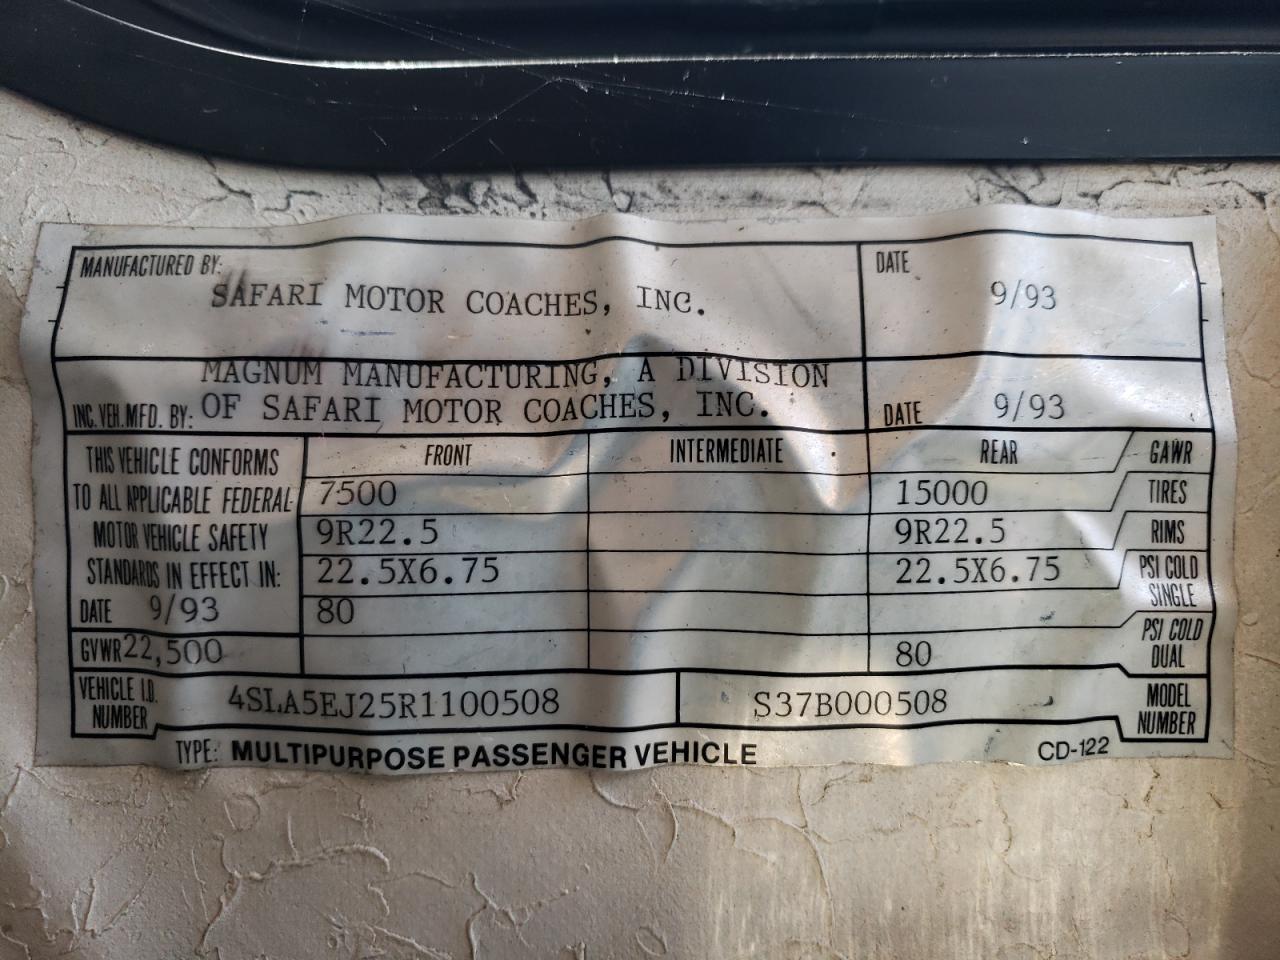 MANUFACTURED BY:
SAFARI MOTOR COACHES, INC.
DATE
9/93
MAGNUM MANUFACTURING, A DIVISION
INC. VEH. MFD. BY: OF SAFARI MOTOR COACHES, INC.
DATE 9/93
THIS VEHICLE CONFORMS
TO ALL APPLICABLE FEDERAL
MOTOR VEHICLE SAFETY
STANDARDS IN EFFECT IN:
DATE 9/93
GVWR 22,500
FRONT INTERMEDIATE REAR GAWR
7500 15000 TIRES
9R22.5 9R22.5 RIMS
22.5X6.75 22.5X6.75 PSI COLD SINGLE
80 PSI COLD DUAL
80
VEHICLE I.D. NUMBER
4SLA5EJ25R1100508
S37B000508
MODEL NUMBER
TYPE: MULTIPURPOSE PASSENGER VEHICLE
CD-122